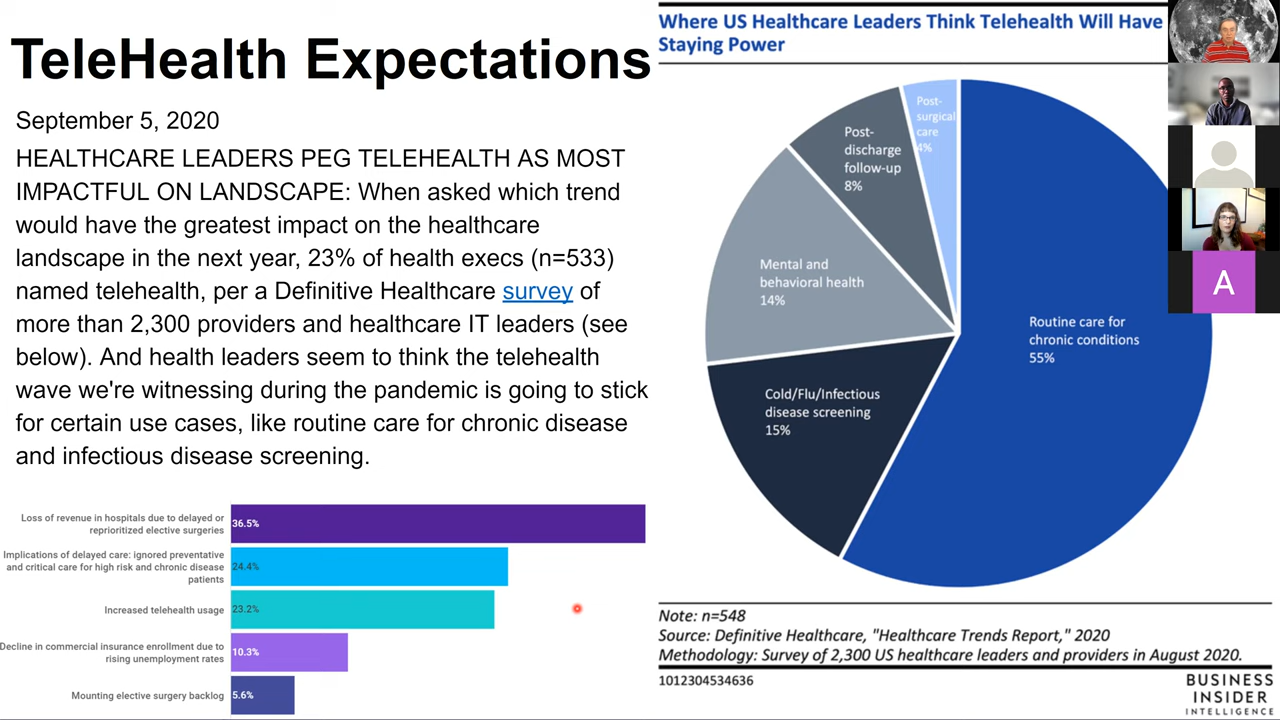 TeleHealth Expectations
September 5, 2020
HEALTHCARE LEADERS PEG TELEHEALTH AS MOST
IMPACTFUL ON LANDSCAPE: When asked which trend
would have the greatest impact on the healthcare
landscape in the next year, 23% of health execs (n=533)
named telehealth, per a Definitive Healthcare survey of
more than 2,300 providers and healthcare IT leaders (see
below). And health leaders seem to think the telehealth
wave we're witnessing during the pandemic is going to stick
for certain use cases, like routine care for chronic disease
and infectious disease screening.
Loss of revenue in hospitals due to delayed or
reprioritized elective surgeries
36.5%
Implications of delayed care: ignored preventative
and critical care for high risk and chronic disease
patients
24.4%
Increased telehealth usage
23.2%
Decline in commercial insurance enrollment due to
rising unemployment rates
10.3%
Mounting elective surgery backlog
5.6%
Where US Healthcare Leaders Think Telehealth Will Have
Staying Power
Post-
surgical
care
4%
Post-
discharge
follow-up
8%
Mental and
behavioral health
14%
Cold/Flu/Infectious
disease screening
15%
Routine care for
chronic conditions
55%
Note: n=548
Source: Definitive Healthcare, "Healthcare Trends Report," 2020
Methodology: Survey of 2,300 US healthcare leaders and providers in August 2020.
1012304534636
BUSINESS
INSIDER
INTELLIGENCE
A